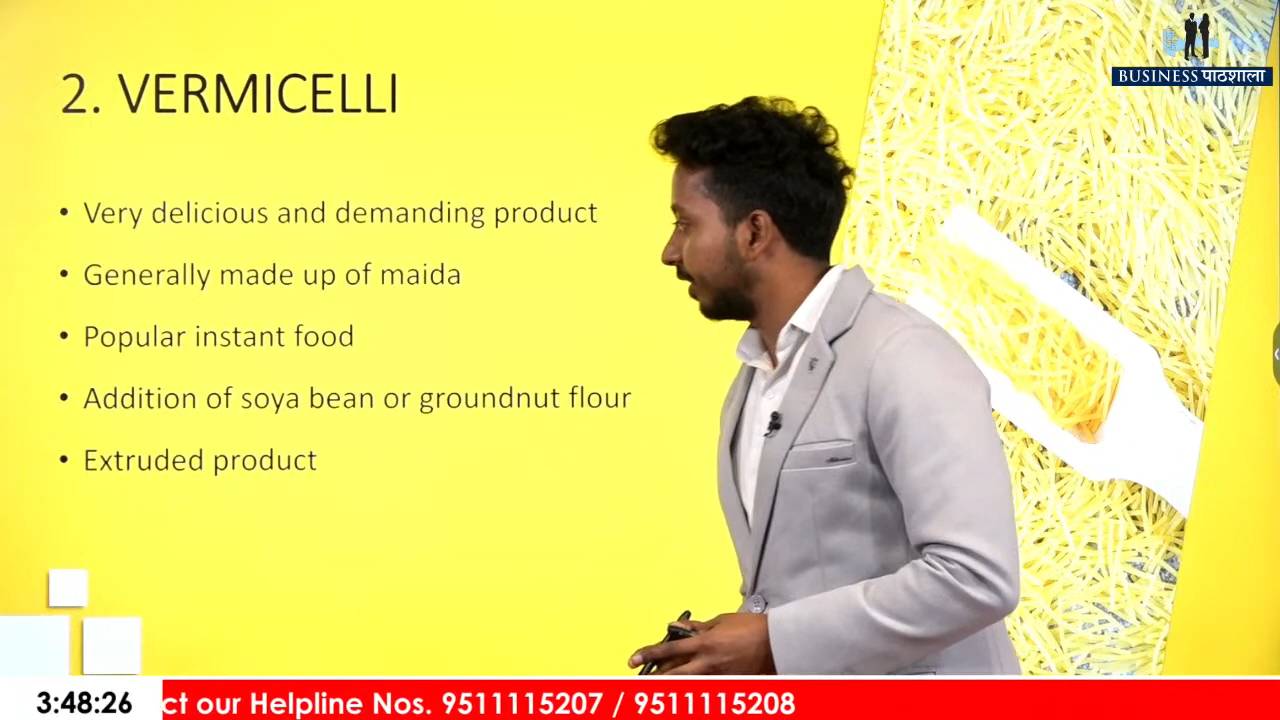 BUSINESS पाठशाला
2. VERMICELLI
• Very delicious and demanding product
• Generally made up of maida
• Popular instant food
• Addition of soya bean or groundnut flour
• Extruded product
3:48:26
ct our Helpline Nos. 9511115207 / 9511115208